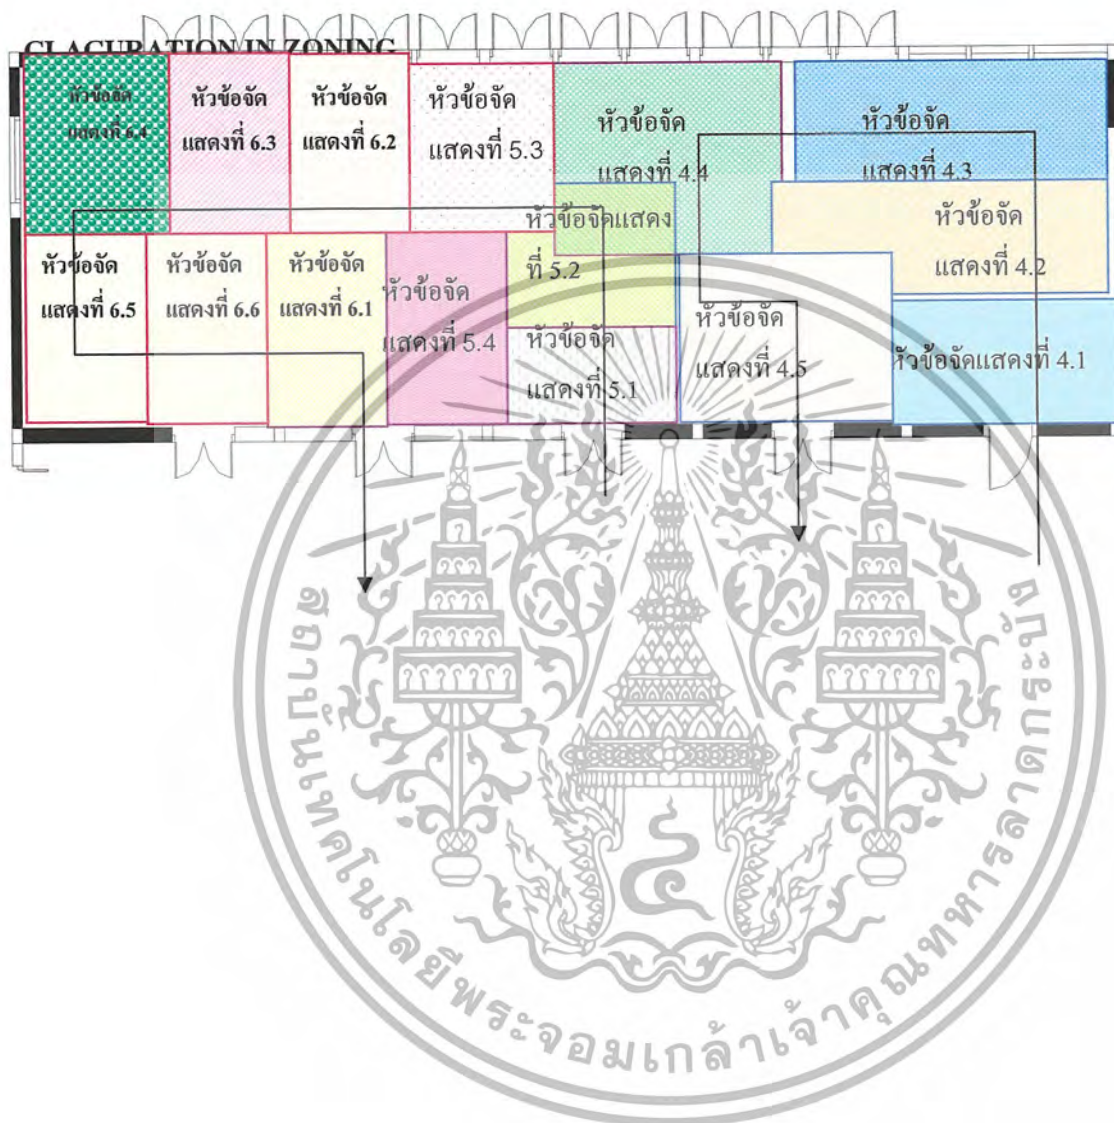 CLACURATION IN ZONING
หัวข้อจัด
แสดงที่ 6.4
หัวข้อจัด
แสดงที่ 6.3
หัวข้อจัด
แสดงที่ 6.2
หัวข้อจัด
แสดงที่ 5.3
หัวข้อจัด
แสดงที่ 4.4
หัวข้อจัด
แสดงที่ 4.3
หัวข้อจัด
แสดงที่ 6.5
หัวข้อจัด
แสดงที่ 6.6
หัวข้อจัด
แสดงที่ 6.1
หัวข้อจัด
แสดงที่ 5.4
หัวข้อจัดแสดง
ที่ 5.2
หัวข้อจัด
แสดงที่ 5.1
หัวข้อจัด
แสดงที่ 4.5
หัวข้อจัด
แสดงที่ 4.2
หัวข้อจัดแสดงที่ 4.1
สถาบันเทคโนโลยีพระจอมเกล้าเจ้าคุณทหารลาดกระบัง